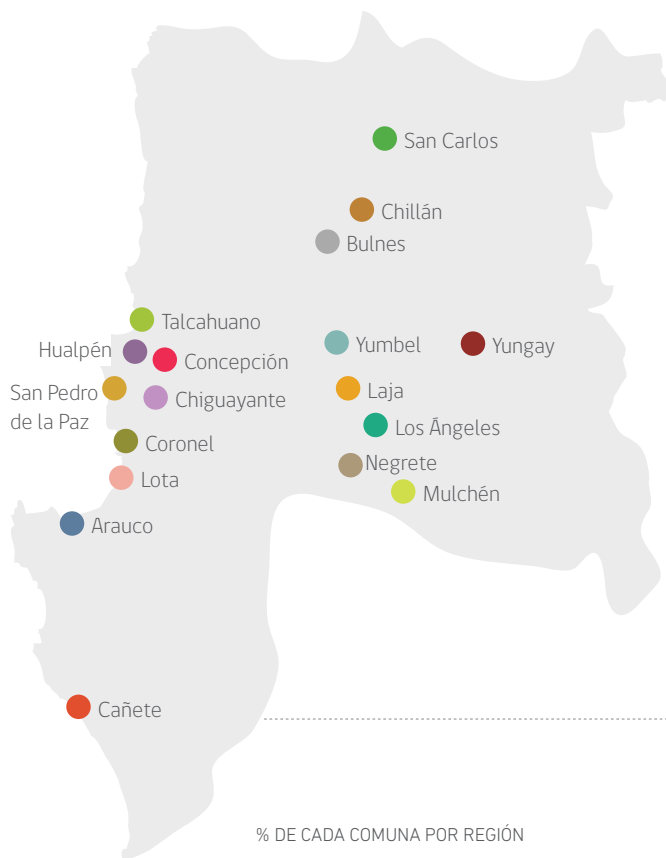 San Carlos
Chillán
Bulnes
Talcahuano
Hualpén
Concepción
Yumbel
Yungay
San Pedro
de la Paz
Chiguayante
Laja
Los Ángeles
Coronel
Negrete
Lota
Mulchén
Arauco
Cañete
% DE CADA COMUNA POR REGIÓN